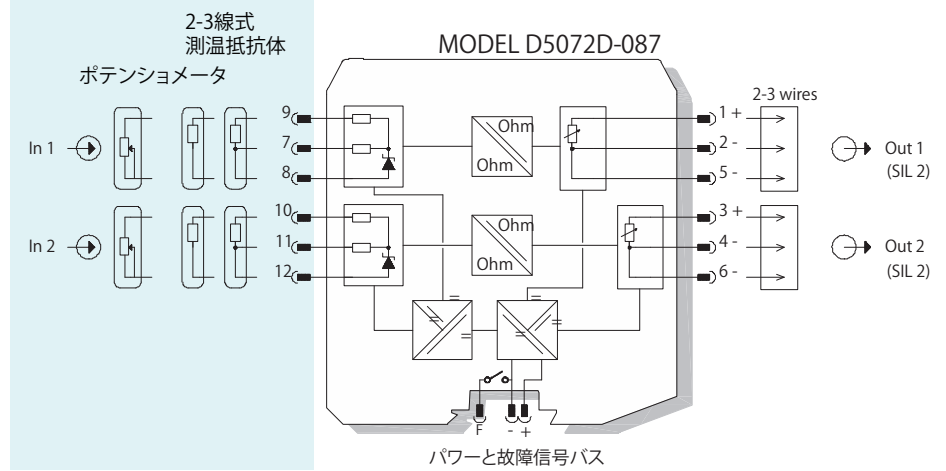 2-3線式
測温抵抗体
ポテンショメータ
MODEL D5072D-087
2-3 wires
In 1
9
7
8
Ohm
Ohm
1 +
2 -
5 -
Out 1
(SIL 2)
In 2
10
11
12
Ohm
Ohm
3 +
4 -
6 -
Out 2
(SIL 2)
F - +
パワーと故障信号バス